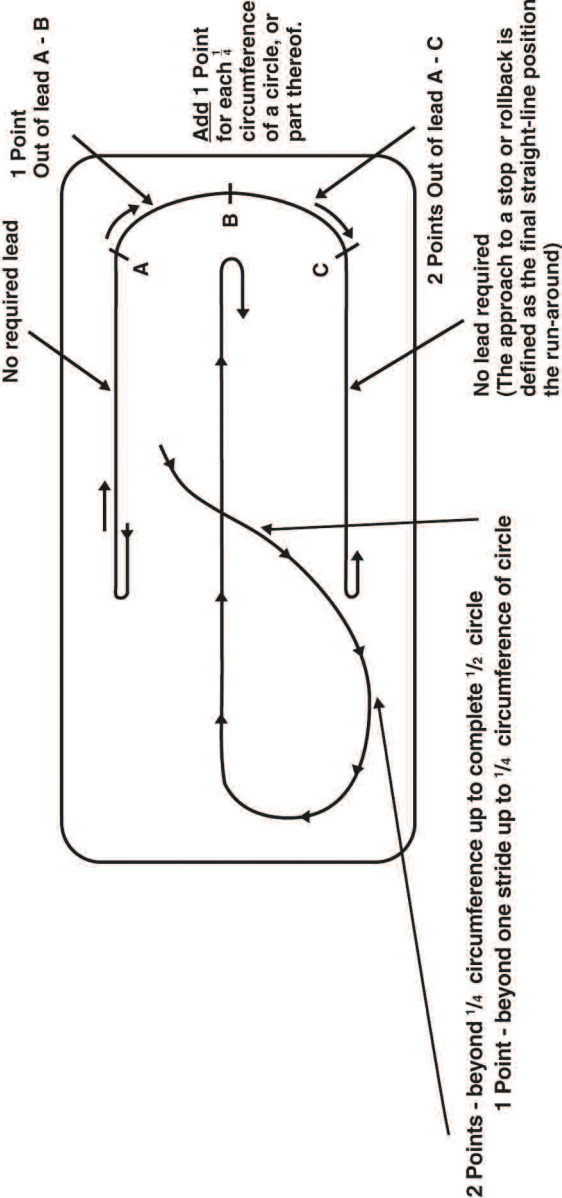 1 Point
Out of lead A - B
No required lead
Add 1 Point
for each 1/4
circumference
of a circle, or
part thereof.
A
B
C
2 Points Out of lead A - C
No lead required
(The approach to a stop or rollback is
defined as the final straight-line position
the run-around)
2 Points - beyond 1/4 circumference up to complete 1/2 circle
1 Point - beyond one stride up to 1/4 circumference of circle